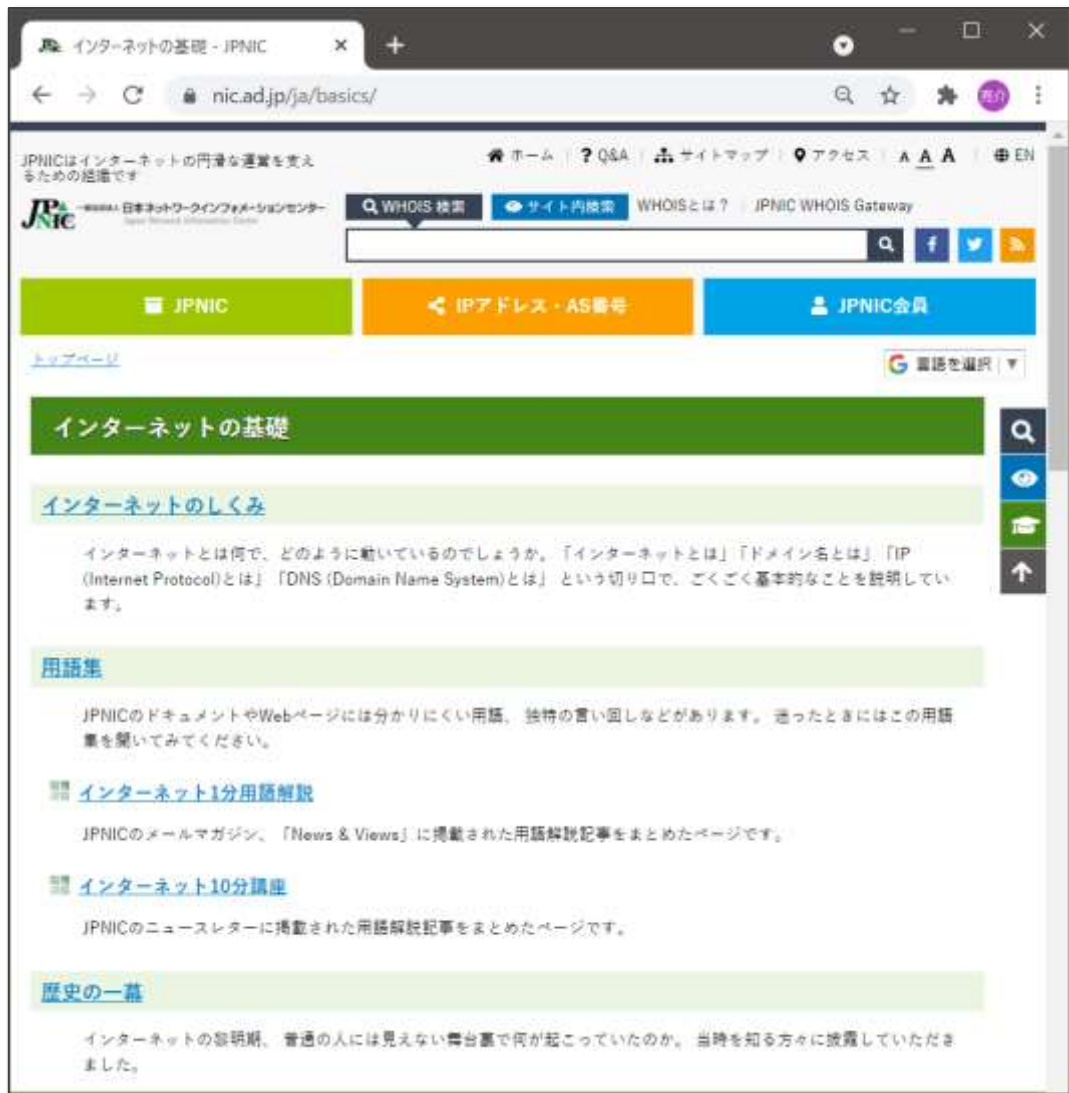 インターネットの基礎 - JPNIC
nic.ad.jp/ja/basics/
亮介
JPNICはインターネットの円滑な運営を支え
るための組織です
ホーム ? Q&A サイトマップ アクセス A A A EN
JPNIC 一般社団法人 日本ネットワークインフォメーションセンター
Japan Network Information Center
WHOIS 検索 サイト内検索 WHOISとは? JPNIC WHOIS Gateway
JPNIC IPアドレス・AS番号 JPNIC会員
トップページ
言語を選択 ▼
インターネットの基礎
インターネットのしくみ
インターネットとは何で、どのように動いているのでしょうか。「インターネットとは」「ドメイン名とは」「IP
(Internet Protocol)とは」「DNS (Domain Name System)とは」 という切り口で、ごくごく基本的なことを説明してい
ます。
用語集
JPNICのドキュメントやWebページには分かりにくい用語、 独特の言い回しなどがあります。 迷ったときにはこの用語
集を開いてみてください。
インターネット1分用語解説
JPNICのメールマガジン、「News & Views」に掲載された用語解説記事をまとめたページです。
インターネット10分講座
JPNICのニュースレターに掲載された用語解説記事をまとめたページです。
歴史の一幕
インターネットの黎明期、 普通の人には見えない舞台裏で何が起こっていたのか。 当時を知る方々に披露していただき
ました。